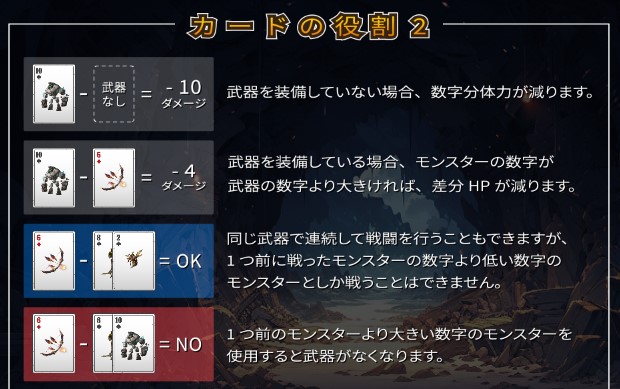 カードの役割 2
10
- 武器なし = - 10 ダメージ
武器を装備していない場合、数字分体力が減ります。
10 - 6 = - 4 ダメージ
武器を装備している場合、モンスターの数字が
武器の数字より大きければ、差分 HP が減ります。
6 - 8 2 = OK
同じ武器で連続して戦闘を行うこともできますが、
1 つ前に戦ったモンスターの数字より低い数字の
モンスターとしか戦うことはできません。
6 - 6 10 = NO
1 つ前のモンスターより大きい数字のモンスターを
使用すると武器がなくなります。